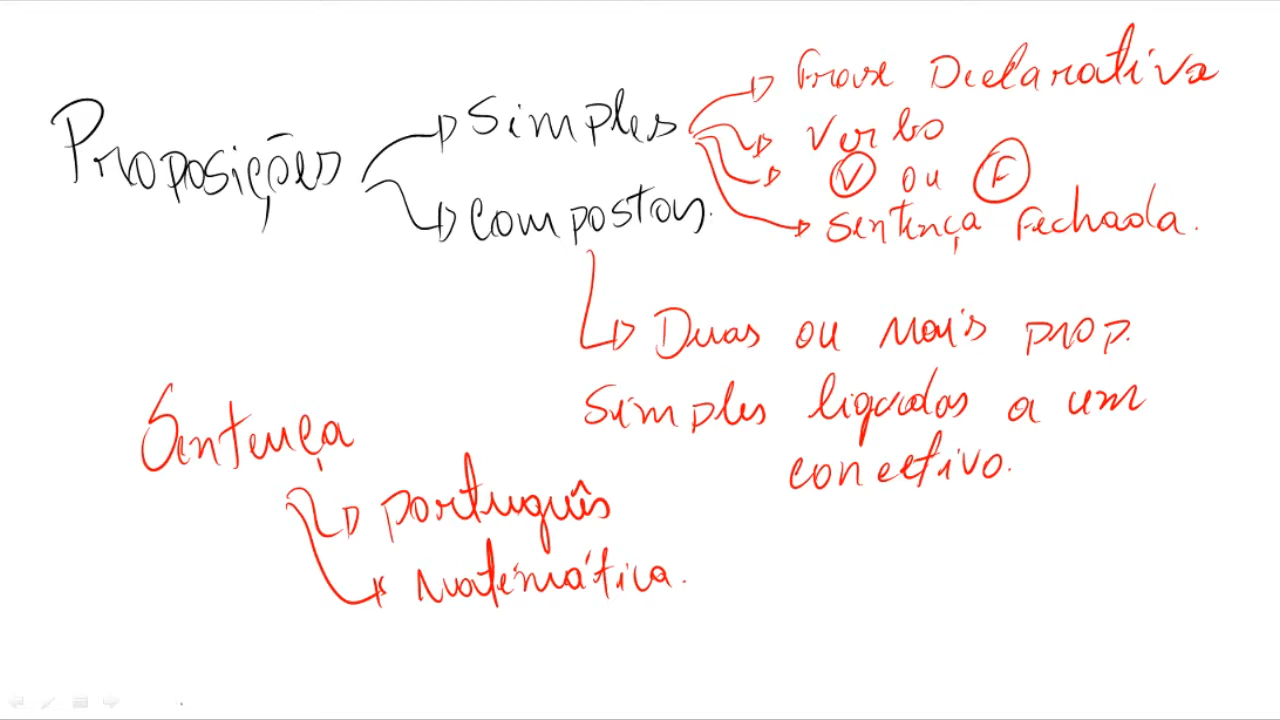 Proposições
Simples
Compostas.
Frase Declarativa
Verbo
V ou F
Sentença Fechada.
Duas ou mais prop.
Simples ligadas a um
conectivo.
Sentença
português
Matemática.